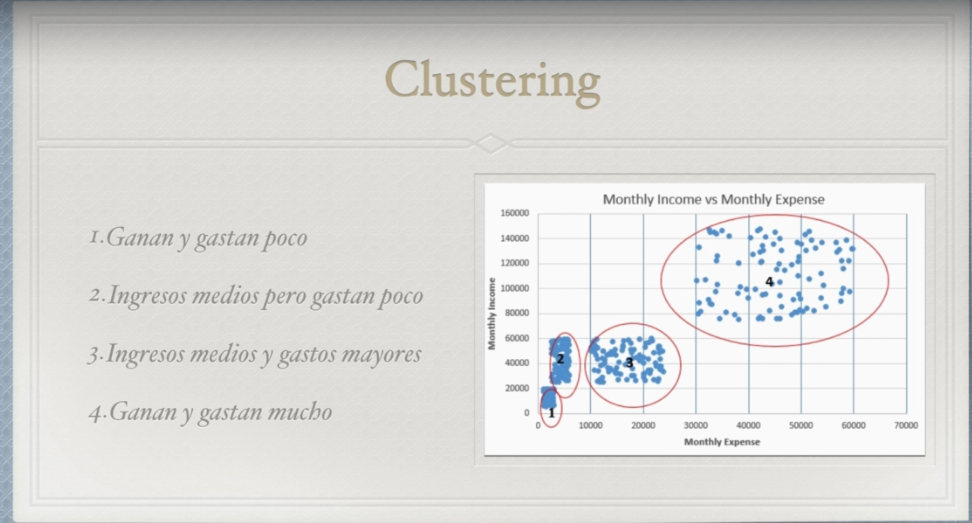 Clustering
1.Ganan y gastan poco
2.Ingresos medios pero gastan poco
3.Ingresos medios y gastos mayores
4.Ganan y gastan mucho
Monthly Income vs Monthly Expense
Monthly Income
160000
140000
120000
100000
80000
60000
40000
20000
0
4
2
3
1
0 10000 20000 30000 40000 50000 60000 70000
Monthly Expense